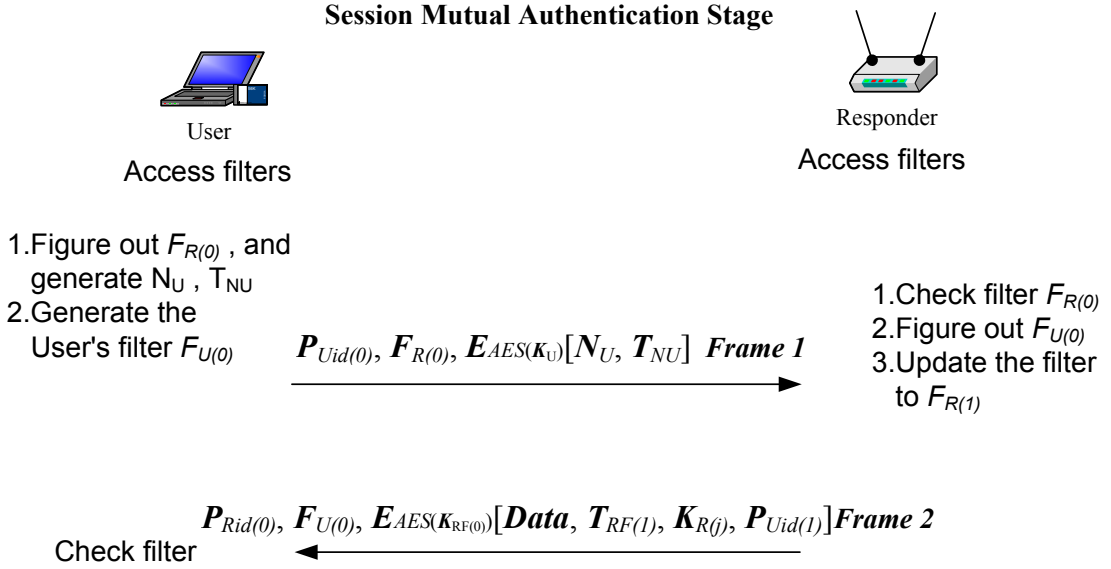 Session Mutual Authentication Stage
User
Responder
Access filters
Access filters
1.Figure out F_R(0) , and
generate N_U , T_NU
2.Generate the
User's filter F_U(0)
P_Uid(0), F_R(0), E_AES(K_U)[N_U, T_NU] Frame 1
1.Check filter F_R(0)
2.Figure out F_U(0)
3.Update the filter
to F_R(1)
P_Rid(0), F_U(0), E_AES(K_RF(0))[Data, T_RF(1), K_R(j), P_Uid(1)]Frame 2
Check filter